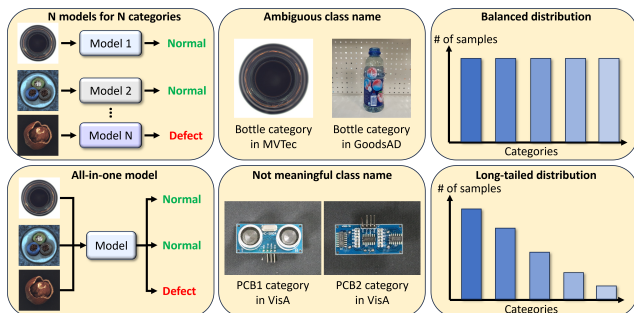 N models for N categories
Model 1
Normal
Model 2
Normal
Model N
Defect
Ambiguous class name
Bottle category
in MVTec
Bottle category
in GoodsAD
Balanced distribution
# of samples
Categories
All-in-one model
Normal
Model
Normal
Defect
Not meaningful class name
PCB1 category
in VisA
PCB2 category
in VisA
Long-tailed distribution
# of samples
Categories